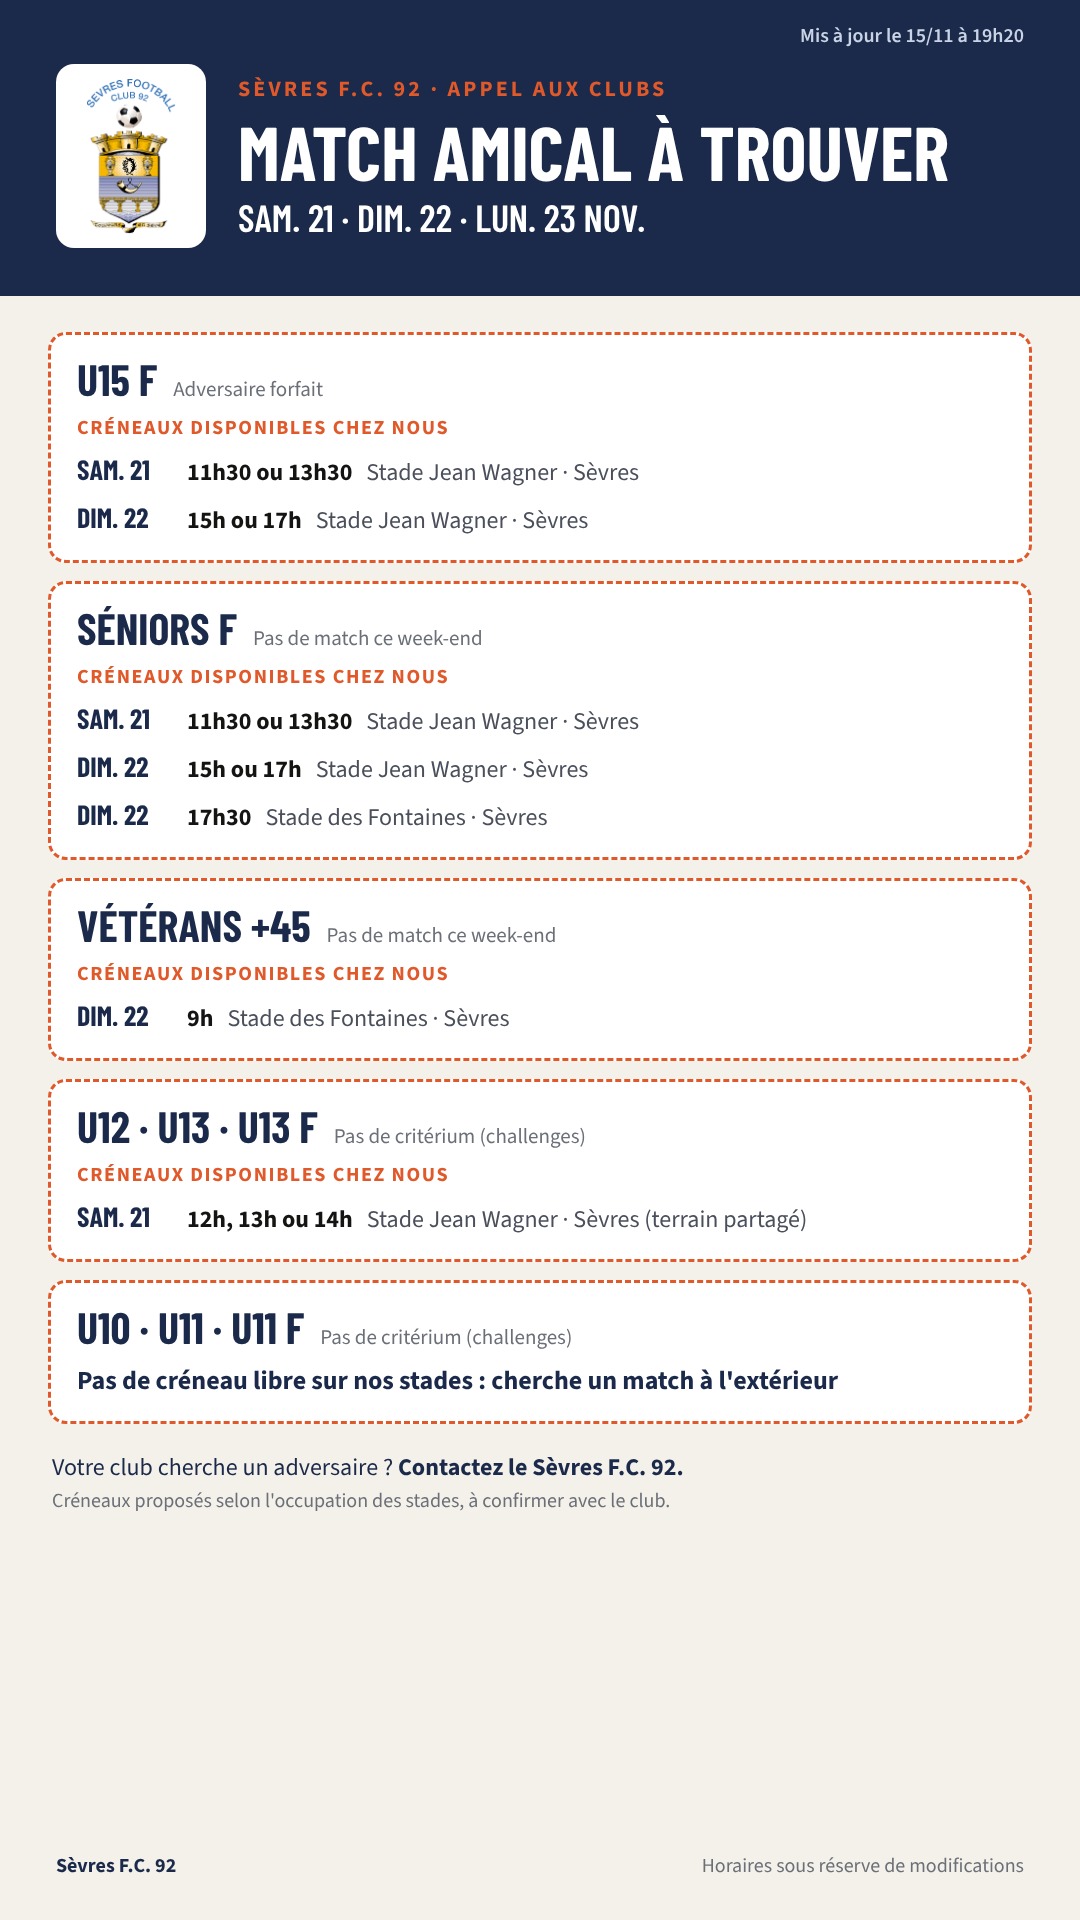 Mis à jour le 15/11 à 19h20
SEVRES FOOTBALL
CLUB 92
SÈVRES F.C. 92 · APPEL AUX CLUBS
MATCH AMICAL À TROUVER
SAM. 21 · DIM. 22 · LUN. 23 NOV.
U15 F Adversaire forfait
CRÉNEAUX DISPONIBLES CHEZ NOUS
SAM. 21 11h30 ou 13h30 Stade Jean Wagner · Sèvres
DIM. 22 15h ou 17h Stade Jean Wagner · Sèvres
SÉNIORS F Pas de match ce week-end
CRÉNEAUX DISPONIBLES CHEZ NOUS
SAM. 21 11h30 ou 13h30 Stade Jean Wagner · Sèvres
DIM. 22 15h ou 17h Stade Jean Wagner · Sèvres
DIM. 22 17h30 Stade des Fontaines · Sèvres
VÉTÉRANS +45 Pas de match ce week-end
CRÉNEAUX DISPONIBLES CHEZ NOUS
DIM. 22 9h Stade des Fontaines · Sèvres
U12 · U13 · U13 F Pas de critérium (challenges)
CRÉNEAUX DISPONIBLES CHEZ NOUS
SAM. 21 12h, 13h ou 14h Stade Jean Wagner · Sèvres (terrain partagé)
U10 · U11 · U11 F Pas de critérium (challenges)
Pas de créneau libre sur nos stades : cherche un match à l'extérieur
Votre club cherche un adversaire ? Contactez le Sèvres F.C. 92.
Créneaux proposés selon l'occupation des stades, à confirmer avec le club.
Sèvres F.C. 92
Horaires sous réserve de modifications